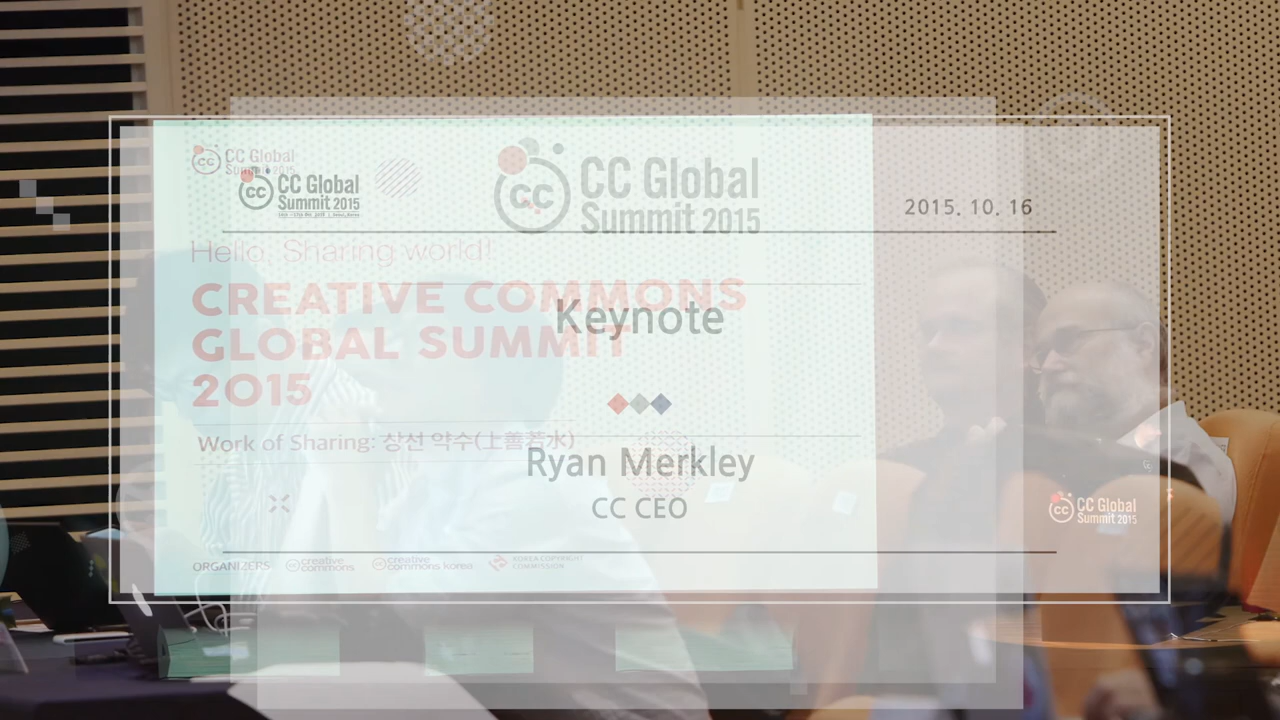 CC Global
Summit 2015
CC Global
Summit 2015
CC Global
Summit 2015
2015. 10. 16
Hello, Sharing world!
CREATIVE COMMONS
GLOBAL SUMMIT
2015
Keynote
Work of Sharing: 상선 약수(上善若水)
Ryan Merkley
CC CEO
CC Global
Summit 2015
ORGANIZERS
creative commons
creative commons korea
KOREA COPYRIGHT
COMMISSION